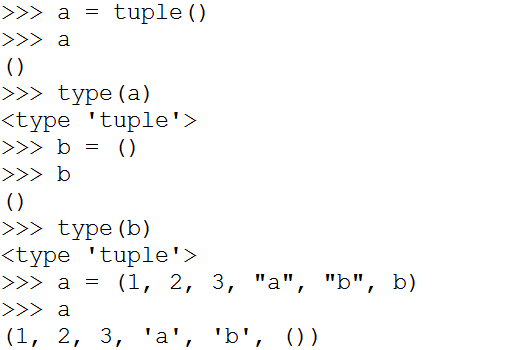 >>> a = tuple()
>>> a
()
>>> type(a)
<type 'tuple'>
>>> b = ()
>>> b
()
>>> type(b)
<type 'tuple'>
>>> a = (1, 2, 3, "a", "b", b)
>>> a
(1, 2, 3, 'a', 'b', ())